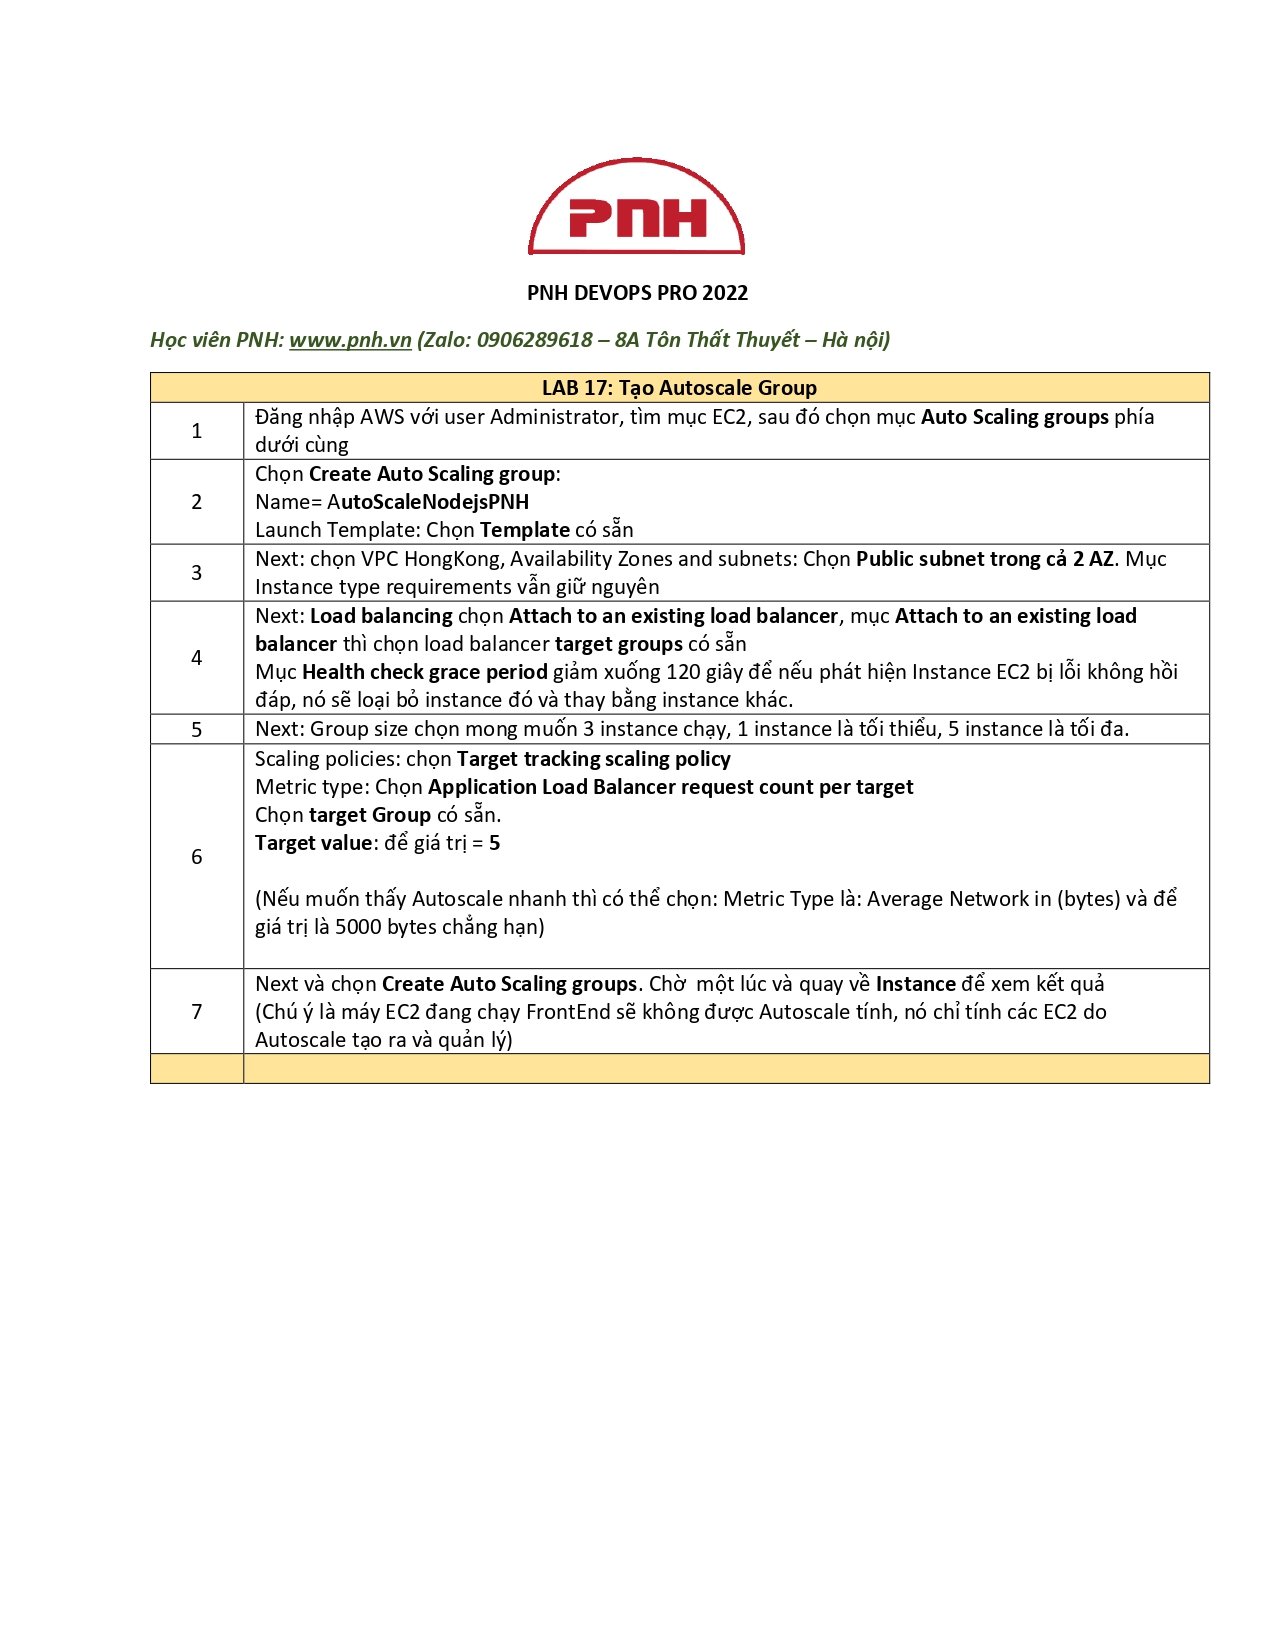 PNH
PNH DEVOPS PRO 2022
Học viên PNH: www.pnh.vn (Zalo: 0906289618 – 8A Tôn Thất Thuyết – Hà nội)
LAB 17: Tạo Autoscale Group
1
Đăng nhập AWS với user Administrator, tìm mục EC2, sau đó chọn mục Auto Scaling groups phía
dưới cùng
2
Chọn Create Auto Scaling group:
Name= AutoScaleNodejsPNH
Launch Template: Chọn Template có sẵn
3
Next: chọn VPC HongKong, Availability Zones and subnets: Chọn Public subnet trong cả 2 AZ. Mục
Instance type requirements vẫn giữ nguyên
4
Next: Load balancing chọn Attach to an existing load balancer, mục Attach to an existing load
balancer thì chọn load balancer target groups có sẵn
Mục Health check grace period giảm xuống 120 giây để nếu phát hiện Instance EC2 bị lỗi không hồi
đáp, nó sẽ loại bỏ instance đó và thay bằng instance khác.
5
Next: Group size chọn mong muốn 3 instance chạy, 1 instance là tối thiểu, 5 instance là tối đa.
6
Scaling policies: chọn Target tracking scaling policy
Metric type: Chọn Application Load Balancer request count per target
Chọn target Group có sẵn.
Target value: để giá trị = 5
(Nếu muốn thấy Autoscale nhanh thì có thể chọn: Metric Type là: Average Network in (bytes) và để
giá trị là 5000 bytes chẳng hạn)
7
Next và chọn Create Auto Scaling groups. Chờ  một lúc và quay về Instance để xem kết quả
(Chú ý là máy EC2 đang chạy FrontEnd sẽ không được Autoscale tính, nó chỉ tính các EC2 do
Autoscale tạo ra và quản lý)